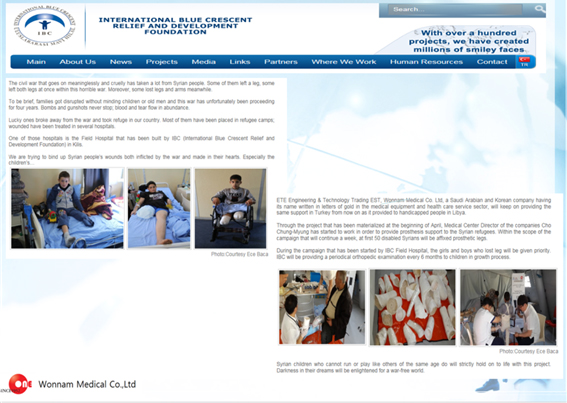 INTERNATIONAL BLUE CRESCENT
IBC
INTERNATIONAL BLUE CRESCENT
RELIEF AND DEVELOPMENT
FOUNDATION
Search...
With over a hundred
projects, we have created
millions of smiley faces
Main About Us News Projects Media Links Partners Where We Work Human Resources Contact TR
The civil war that goes on meaninglessly and cruelly has taken a lot from Syrian people. Some of them left a leg, some
left both legs at once within this horrible war. Moreover, some lost legs and arms meanwhile.
To be brief, families got disrupted without minding children or old men and this war has unfortunately been proceeding
for four years. Bombs and gunshots never stop; blood and tear flow in abundance.
Lucky ones broke away from the war and took refuge in our country. Most of them have been placed in refugee camps;
wounded have been treated in several hospitals.
One of those hospitals is the Field Hospital that has been built by IBC (International Blue Crescent Relief and
Development Foundation) in Kilis.
We are trying to bind up Syrian people's wounds both inflicted by the war and made in their hearts. Especially the
children's...
Photo:Courtesy Ece Baca
ETE Engineering & Technology Trading EST. Wonnam Medical Co. Ltd, a Saudi Arabian and Korean company having
its name written in letters of gold in the medical equipment and health care service sector, will keep on providing the
same support in Turkey from now on as it provided to handicapped people in Libya.
Through the project that has been materialized at the beginning of April, Medical Center Director of the companies Cho
Chung-Myung has started to work in order to provide prosthesis support to the Syrian refugees. Within the scope of the
campaign that will continue a week, at first 50 disabled Syrians will be affixed prosthetic legs.
During the campaign that has been started by IBC Field Hospital, the girls and boys who lost leg will be given priority.
IBC will be providing a periodical orthopedic examination every 6 months to children in growth process.
Photo:Courtesy Ece Baca
Syrian children who cannot run or play like others of the same age do will strictly hold on to life with this project.
Darkness in their dreams will be enlightened for a war-free world.
ONE Wonnam Medical Co.,Ltd